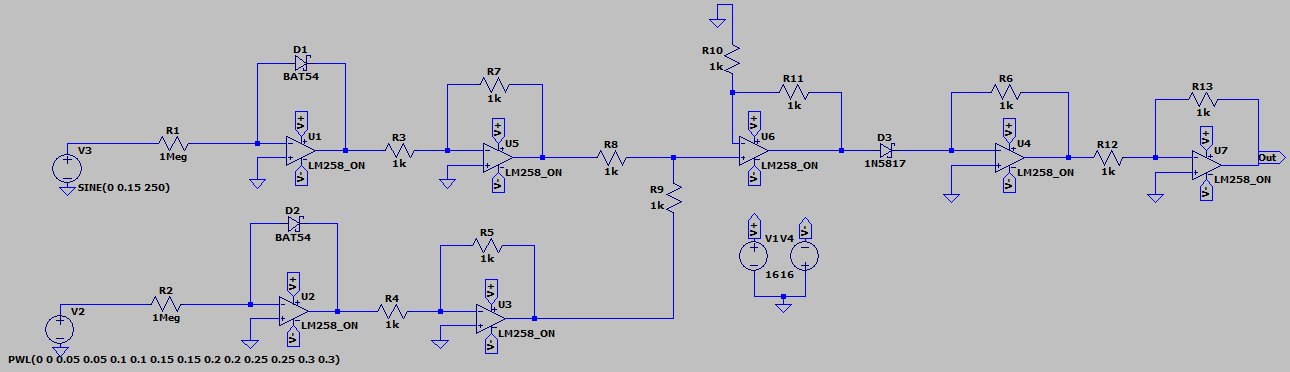 V3
SINE(0 0.15 250)
R1
1Meg
D1
BAT54
V+
U1
LM258_ON
V-
R3
1k
R7
1k
V+
U5
LM258_ON
V-
R8
1k
R9
1k
R10
1k
R11
1k
V+
U6
LM258_ON
V-
D3
1N5817
R6
1k
V+
U4
LM258_ON
V-
R12
1k
R13
1k
V+
U7
LM258_ON
V-
Out
V2
PWL(0 0 0.05 0.05 0.1 0.1 0.15 0.15 0.2 0.2 0.25 0.25 0.3 0.3)
R2
1Meg
D2
BAT54
V+
U2
LM258_ON
V-
R4
1k
R5
1k
V+
U3
LM258_ON
V-
V+
V1
16
V-
V4
16